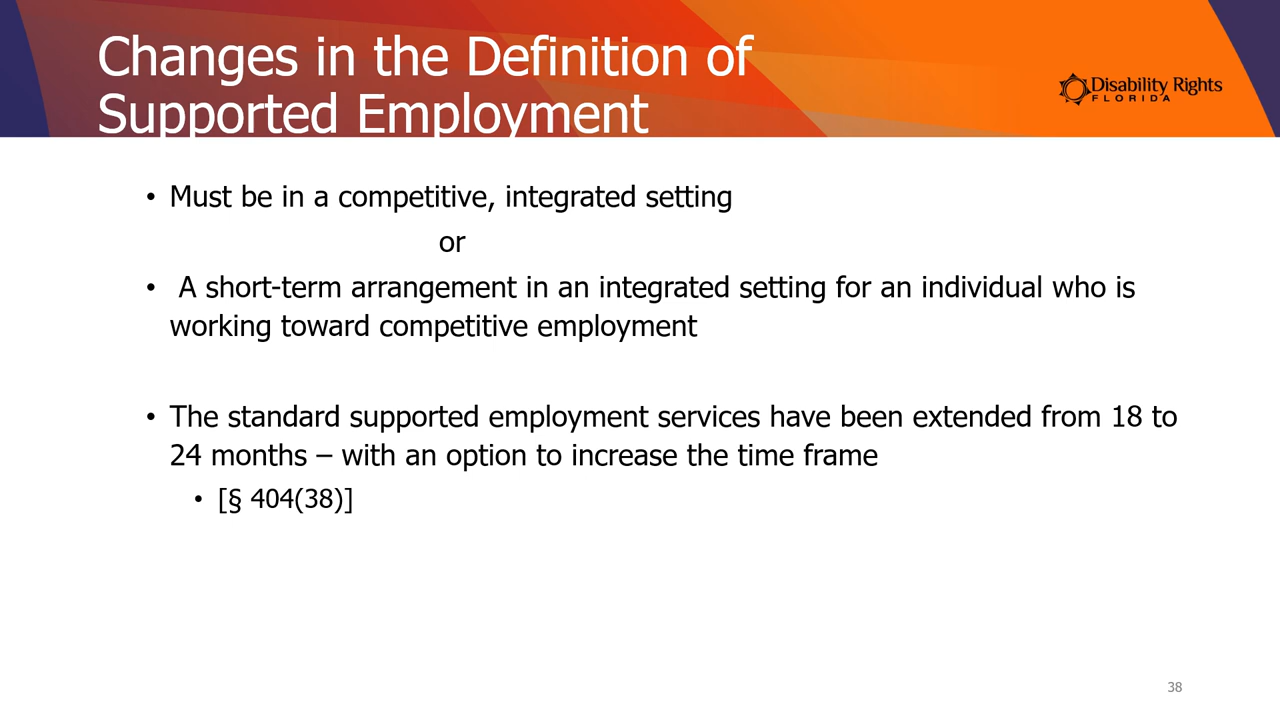 Changes in the Definition of
Supported Employment
Disability Rights
FLORIDA
• Must be in a competitive, integrated setting
or
• A short-term arrangement in an integrated setting for an individual who is
working toward competitive employment
• The standard supported employment services have been extended from 18 to
24 months – with an option to increase the time frame
• [§ 404(38)]
38